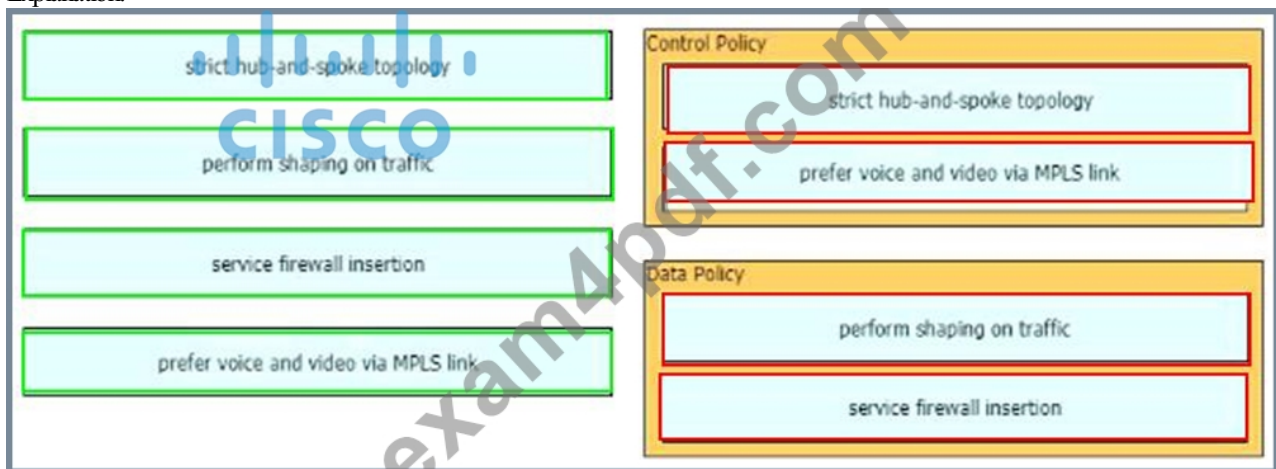 strict hub-and-spoke topology
CISCO
perform shaping on traffic
service firewall insertion
prefer voice and video via MPLS link
Control Policy
strict hub-and-spoke topology
prefer voice and video via MPLS link
Data Policy
perform shaping on traffic
service firewall insertion
exam4pdf.com